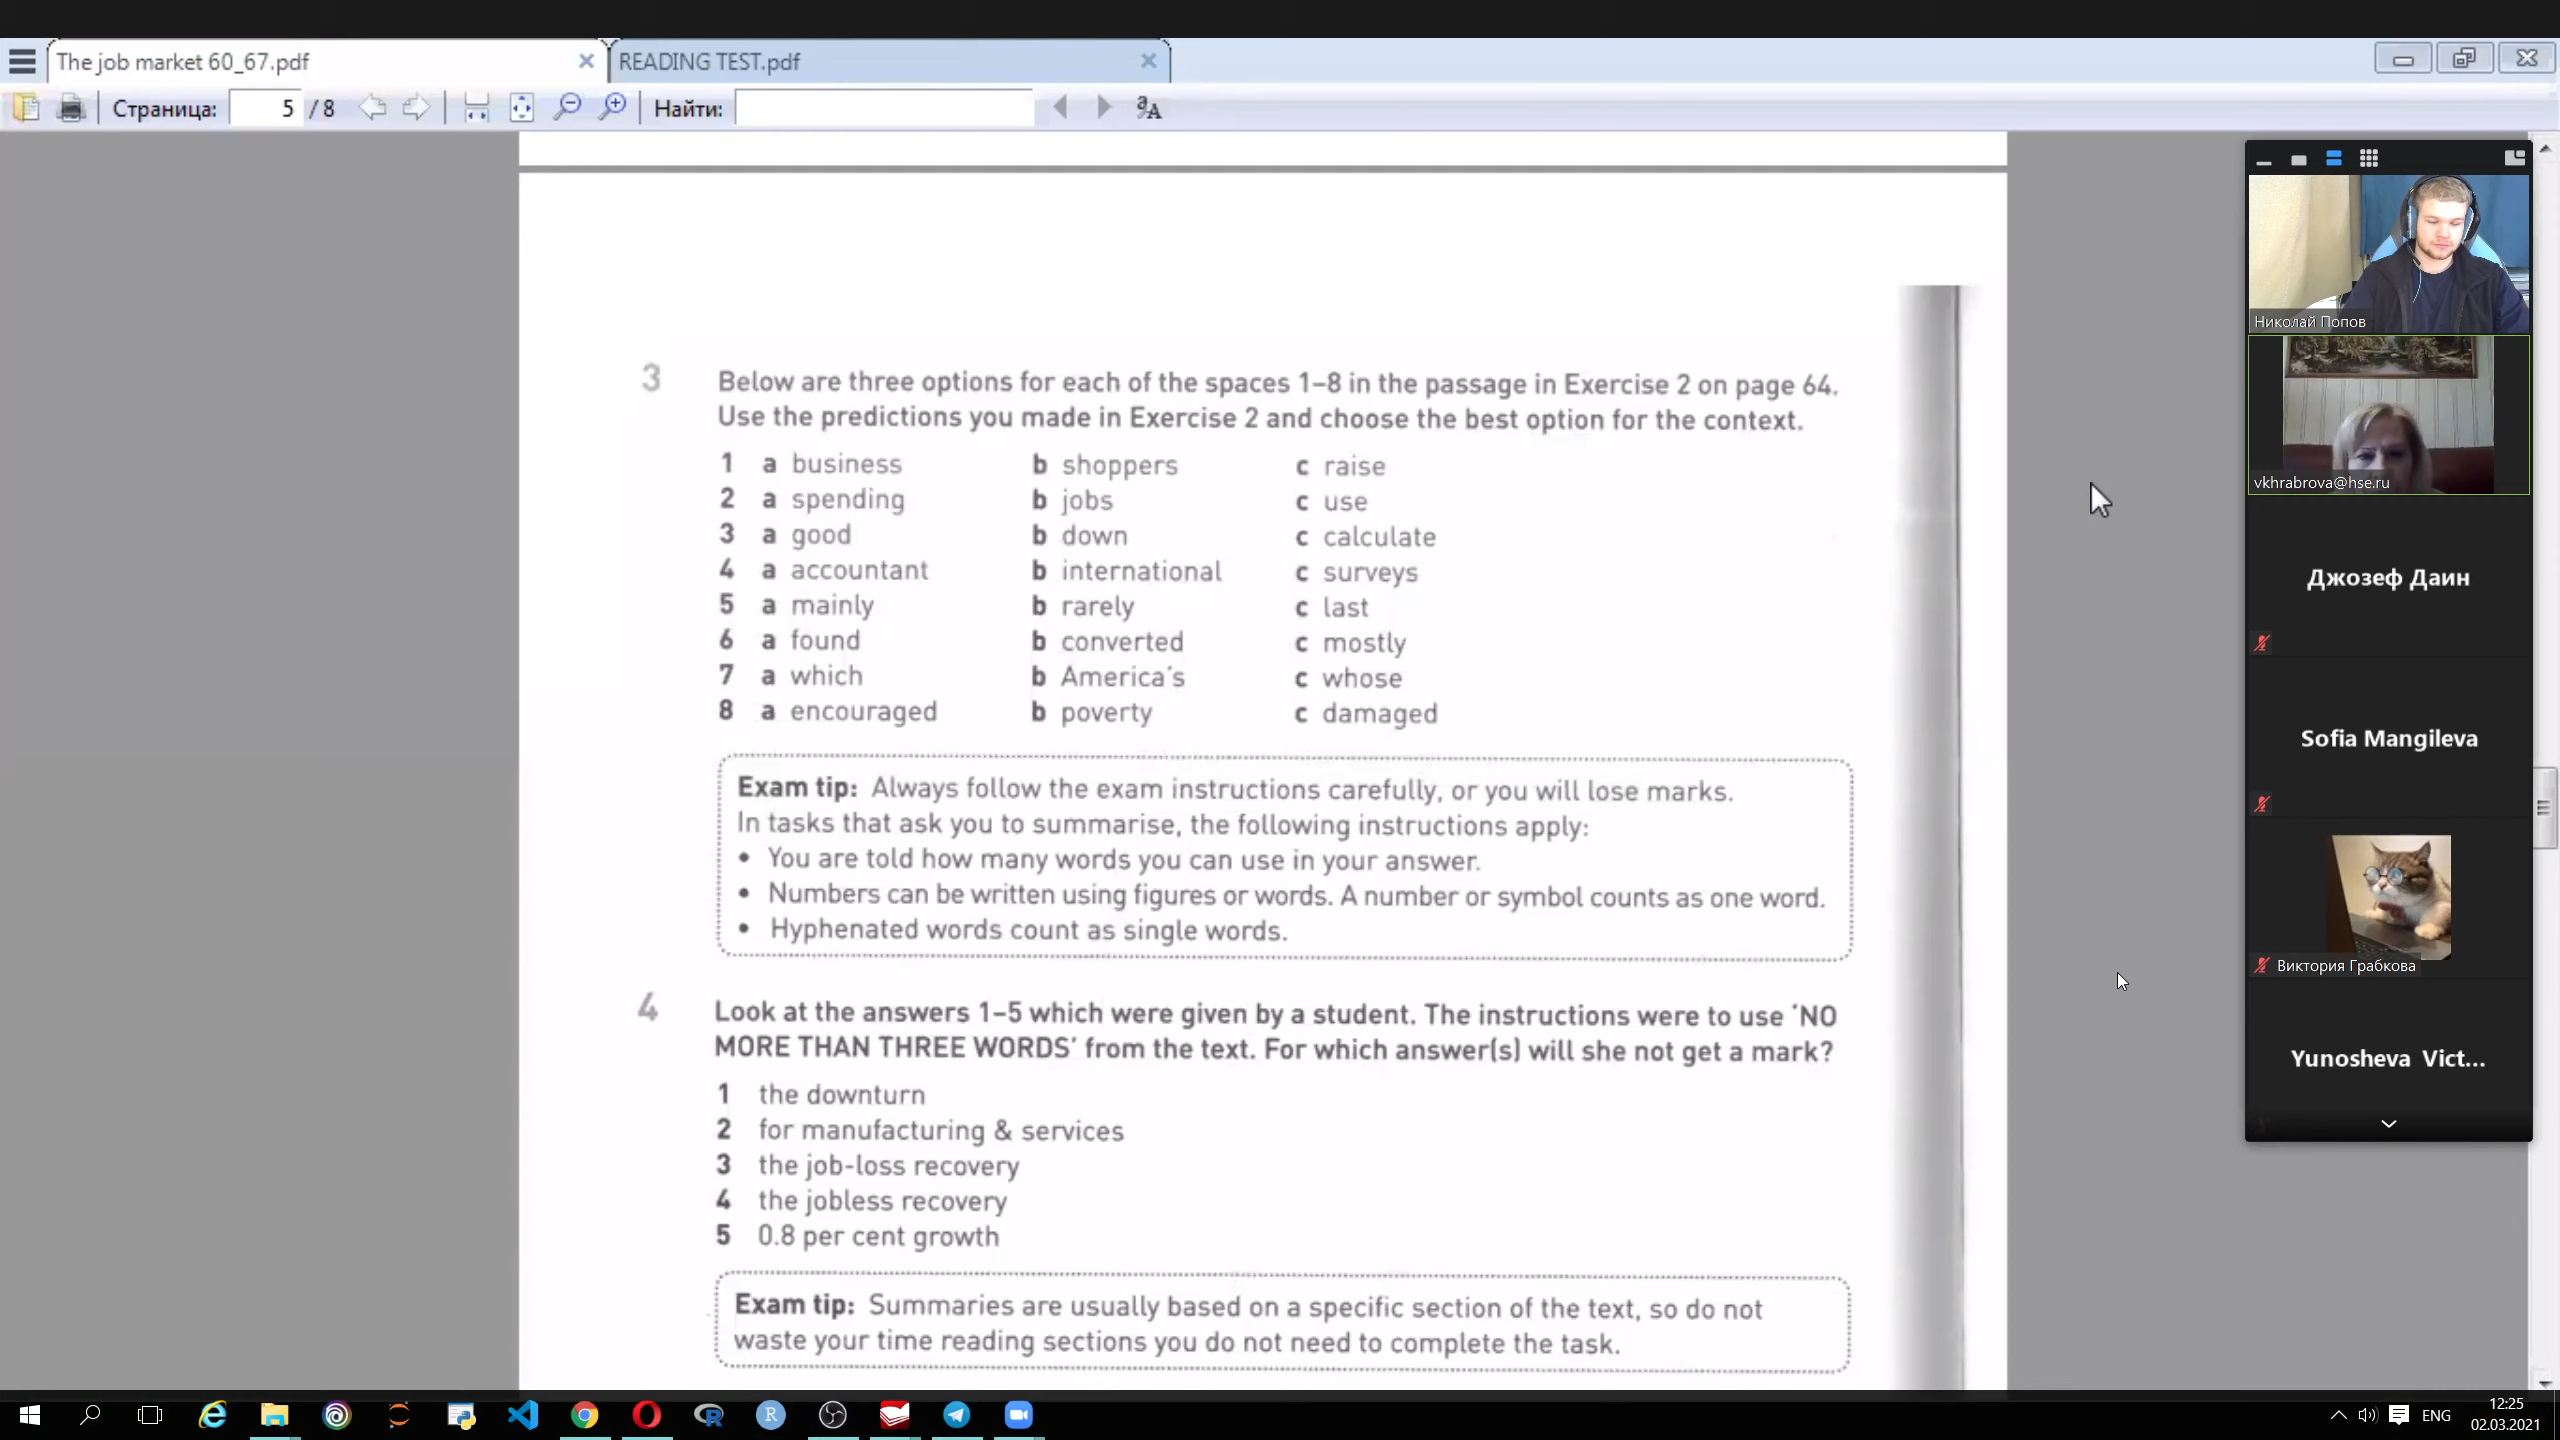 The job market 60_67.pdf
READING TEST.pdf
Страница: 5 / 8 Найти:
3 Below are three options for each of the spaces 1–8 in the passage in Exercise 2 on page 64.
Use the predictions you made in Exercise 2 and choose the best option for the context.
1 a business b shoppers c raise
2 a spending b jobs c use
3 a good b down c calculate
4 a accountant b international c surveys
5 a mainly b rarely c last
6 a found b converted c mostly
7 a which b America's c whose
8 a encouraged b poverty c damaged
Exam tip: Always follow the exam instructions carefully, or you will lose marks.
In tasks that ask you to summarise, the following instructions apply:
• You are told how many words you can use in your answer.
• Numbers can be written using figures or words. A number or symbol counts as one word.
• Hyphenated words count as single words.
4 Look at the answers 1–5 which were given by a student. The instructions were to use ‘NO
MORE THAN THREE WORDS’ from the text. For which answer(s) will she not get a mark?
1 the downturn
2 for manufacturing & services
3 the job-loss recovery
4 the jobless recovery
5 0.8 per cent growth
Exam tip: Summaries are usually based on a specific section of the text, so do not
waste your time reading sections you do not need to complete the task.
Николай Попов
vkhrabrova@hse.ru
Джозеф Даин
Sofia Mangileva
Виктория Грабкова
Yunosheva Vict...
ENG
12:25
02.03.2021